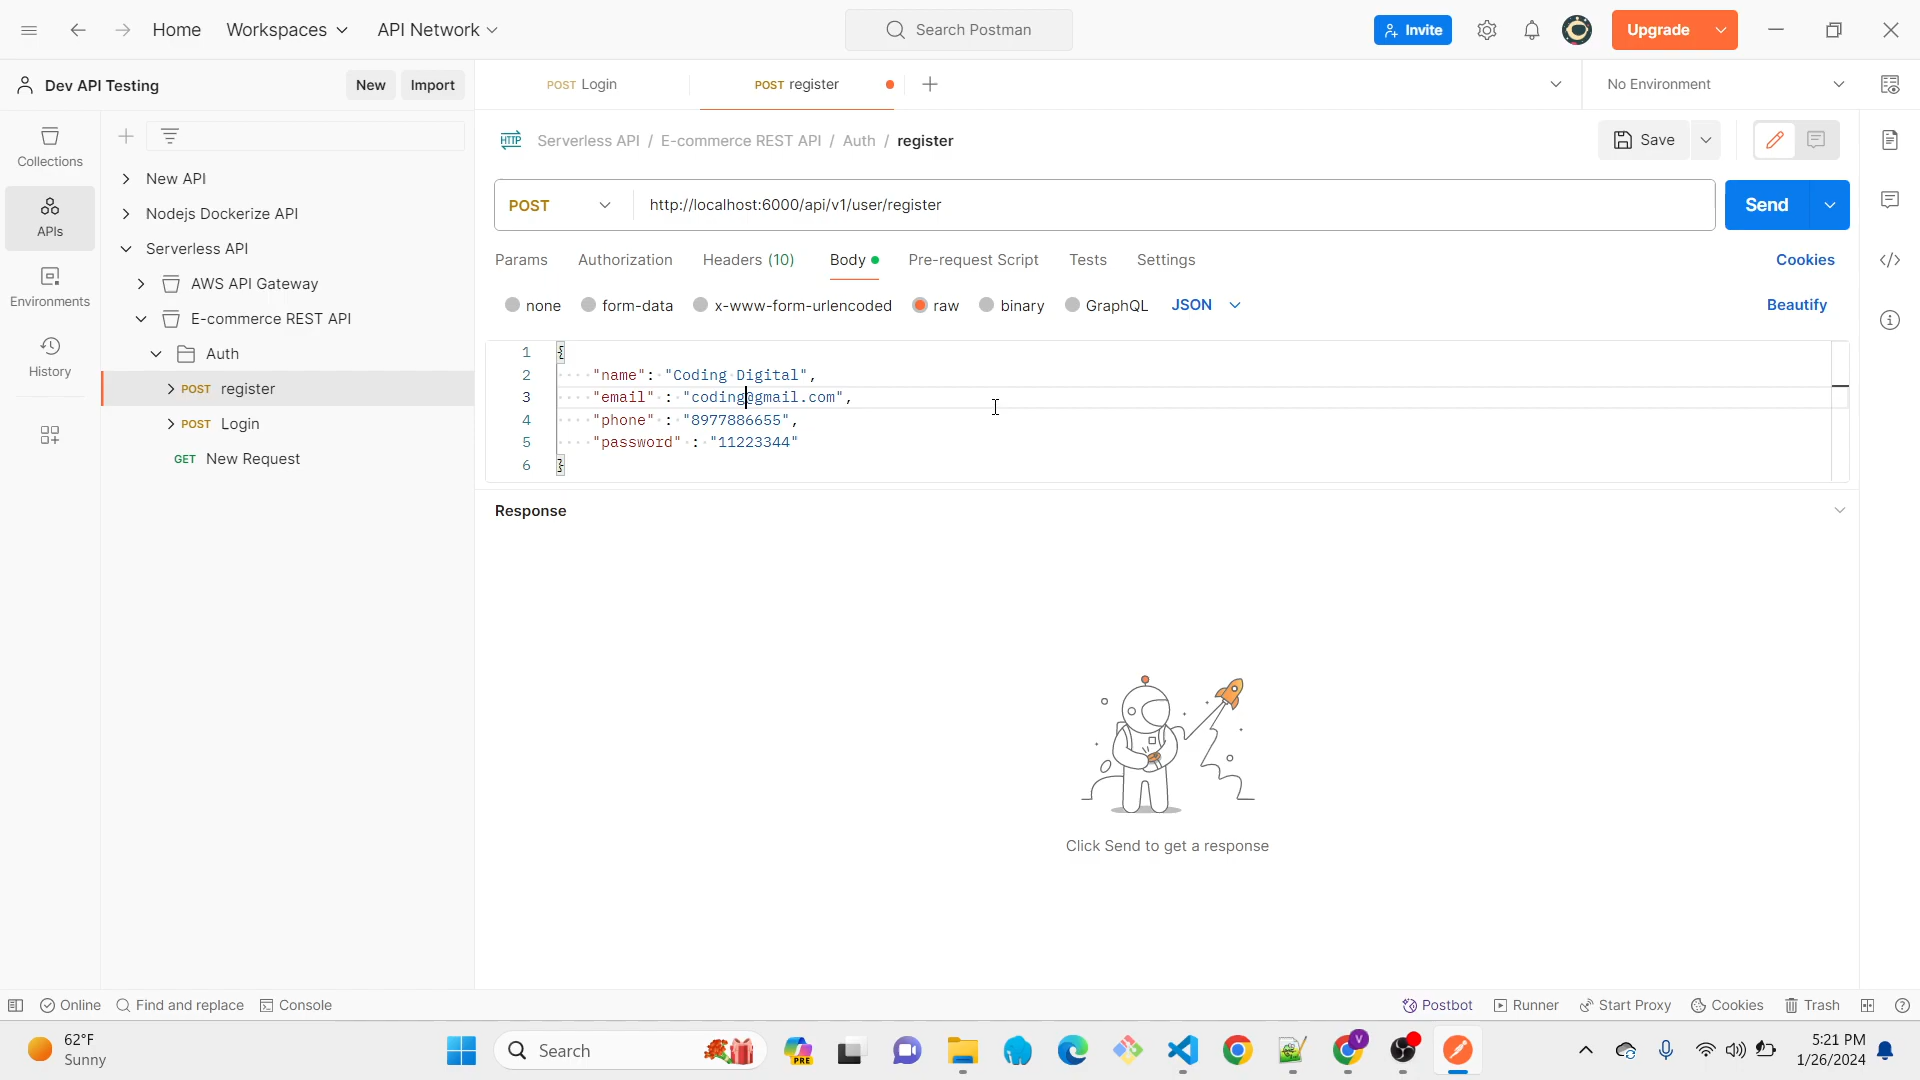 Home
Workspaces
API Network
Search Postman
Invite
Upgrade
Dev API Testing
New
Import
POST Login
POST register
No Environment
Collections
APIs
Environments
History
New API
Nodejs Dockerize API
Serverless API
AWS API Gateway
E-commerce REST API
Auth
POST register
POST Login
GET New Request
HTTP Serverless API / E-commerce REST API / Auth / register
Save
POST
http://localhost:6000/api/v1/user/register
Send
Params
Authorization
Headers (10)
Body
Pre-request Script
Tests
Settings
Cookies
none
form-data
x-www-form-urlencoded
raw
binary
GraphQL
JSON
Beautify
1 {
2 "name": "Coding Digital",
3 "email" : "coding@gmail.com",
4 "phone" : "8977886655",
5 "password" : "11223344"
6 }
Response
Click Send to get a response
Online
Find and replace
Console
Postbot
Runner
Start Proxy
Cookies
Trash
62°F
Sunny
Search
PRE
V
5:21 PM
1/26/2024